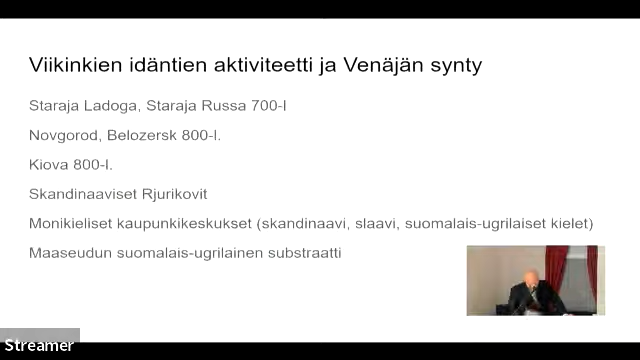 Viikinkien idäntien aktiviteetti ja Venäjän synty
Staraja Ladoga, Staraja Russa 700-l
Novgorod, Belozersk 800-l.
Kiova 800-l.
Skandinaaviset Rjurikovit
Monikieliset kaupunkikeskukset (skandinaavi, slaavi, suomalais-ugrilaiset kielet)
Maaseudun suomalais-ugrilainen substraatti
Streamer